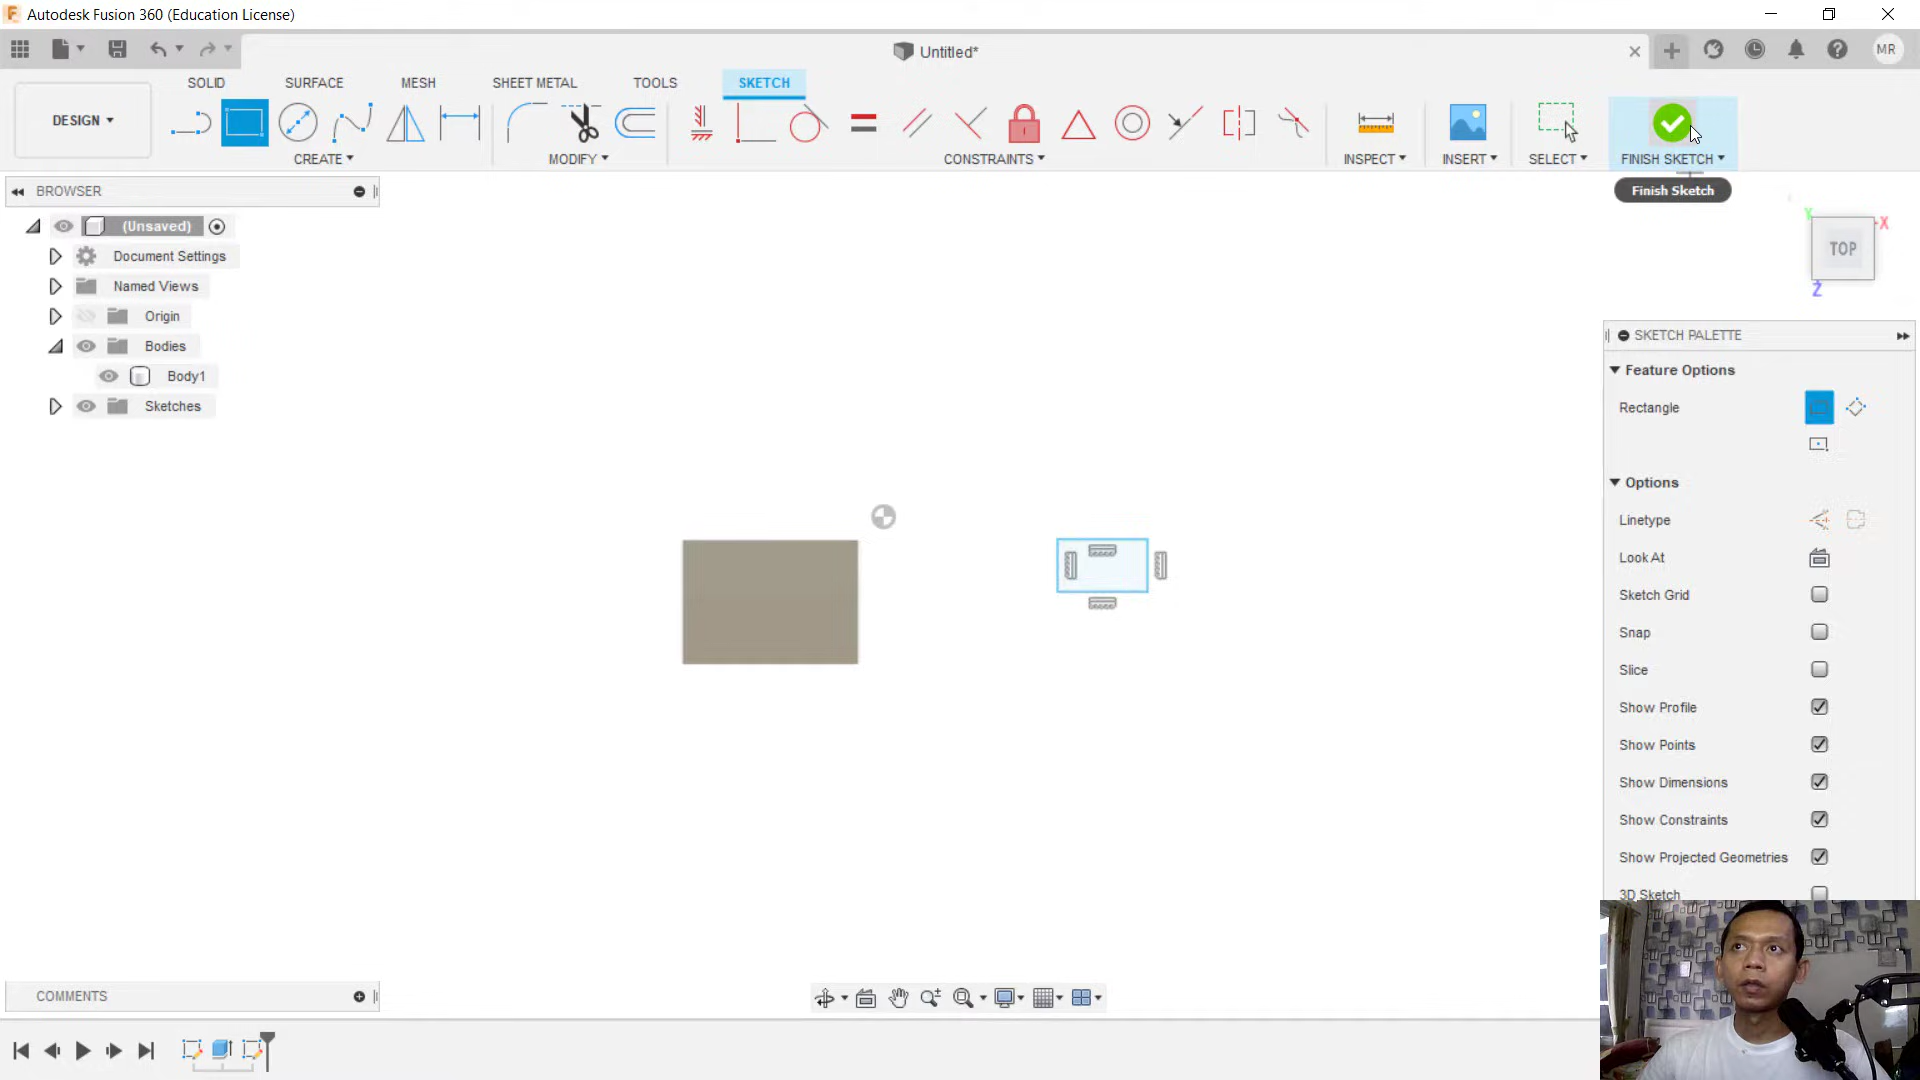 Autodesk Fusion 360 (Education License)
Untitled*
MR
SOLID
SURFACE
MESH
SHEET METAL
TOOLS
SKETCH
DESIGN
CREATE
MODIFY
CONSTRAINTS
INSPECT
INSERT
SELECT
FINISH SKETCH
Finish Sketch
BROWSER
(Unsaved)
Document Settings
Named Views
Origin
Bodies
Body1
Sketches
Y
X
TOP
Z
SKETCH PALETTE
Feature Options
Rectangle
Options
Linetype
Look At
Sketch Grid
Snap
Slice
Show Profile
Show Points
Show Dimensions
Show Constraints
Show Projected Geometries
3D Sketch
COMMENTS